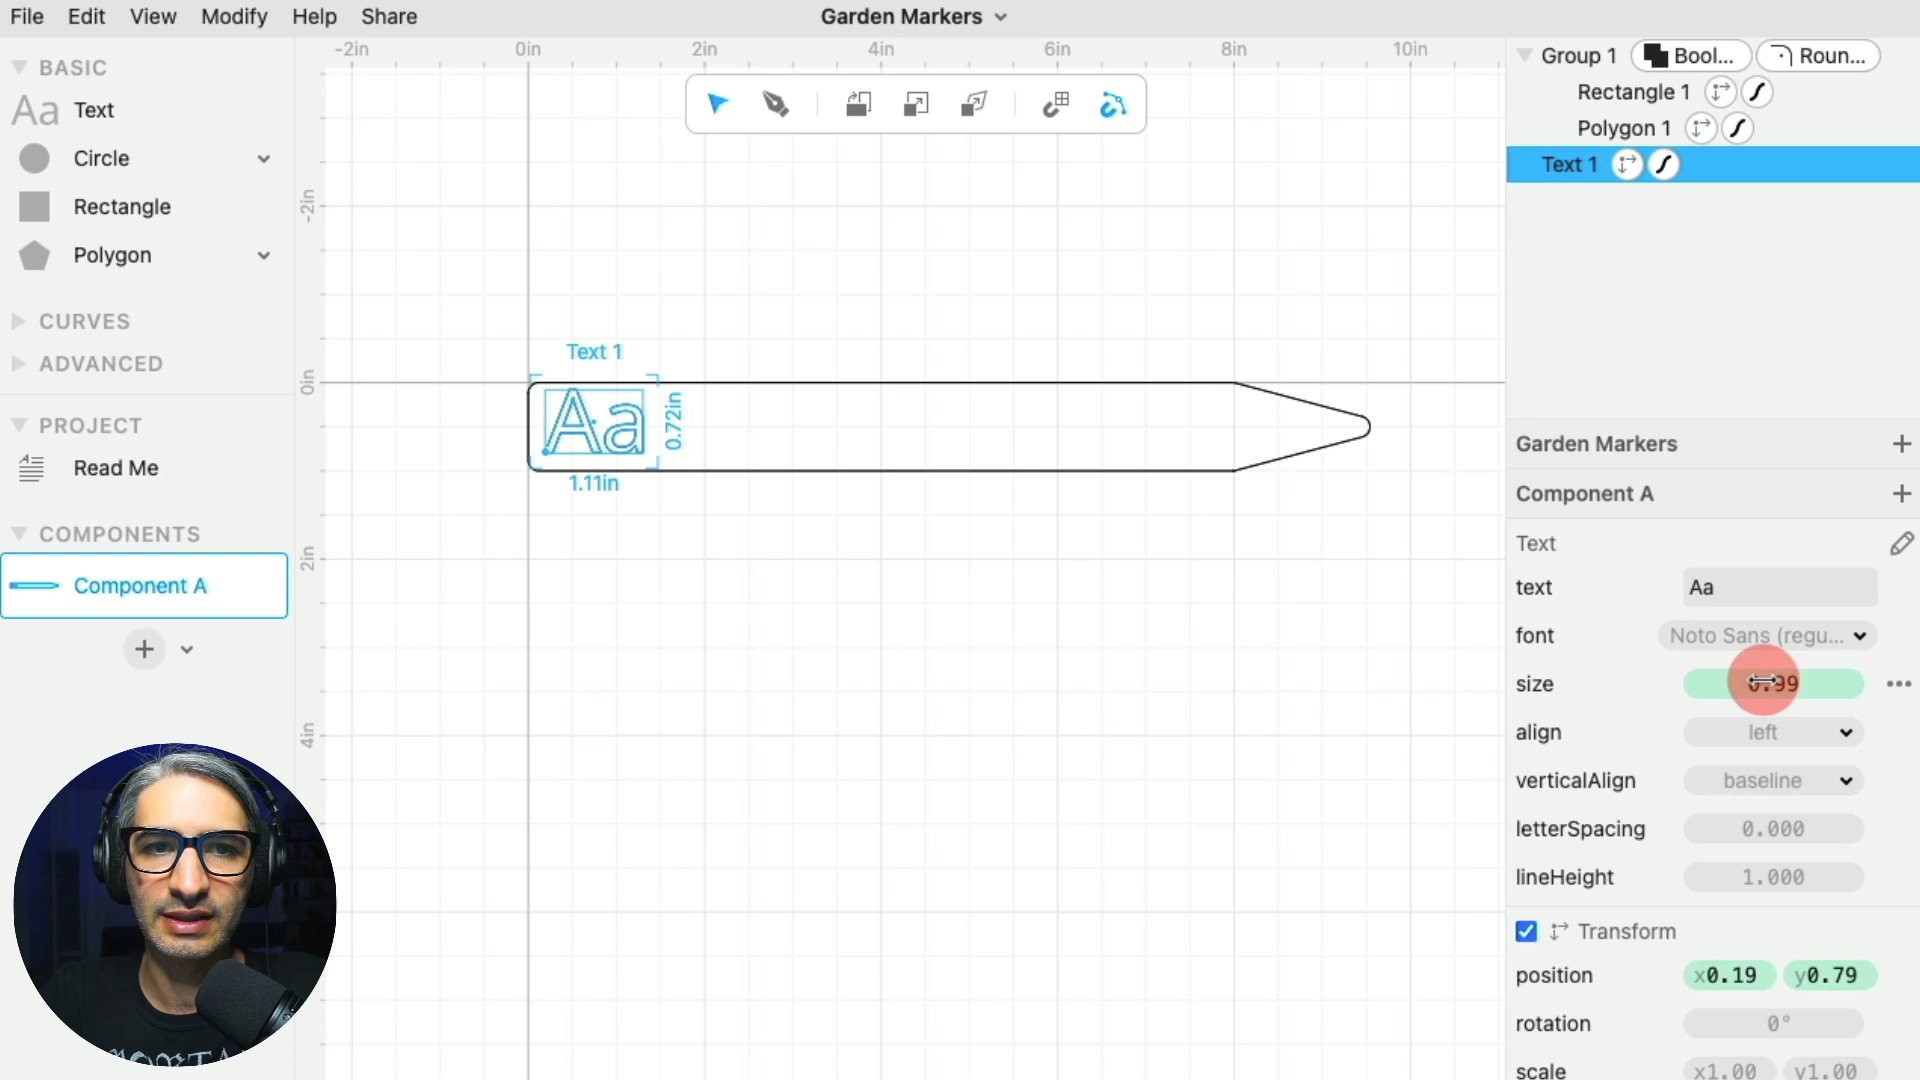 File Edit View Modify Help Share Garden Markers
BASIC
Aa Text
Circle
Rectangle
Polygon
CURVES
ADVANCED
PROJECT
Read Me
COMPONENTS
Component A
+
-2in 0in 2in 4in 6in 8in 10in
-2in
0in
2in
4in
Text 1
Aa
0.72in
1.11in
Group 1 Bool... Roun...
Rectangle 1
Polygon 1
Text 1
Garden Markers +
Component A +
Text
text Aa
font Noto Sans (regu...
size 0.99
align left
verticalAlign baseline
letterSpacing 0.000
lineHeight 1.000
Transform
position x0.19 y0.79
rotation 0°
scale x1.00 y1.00